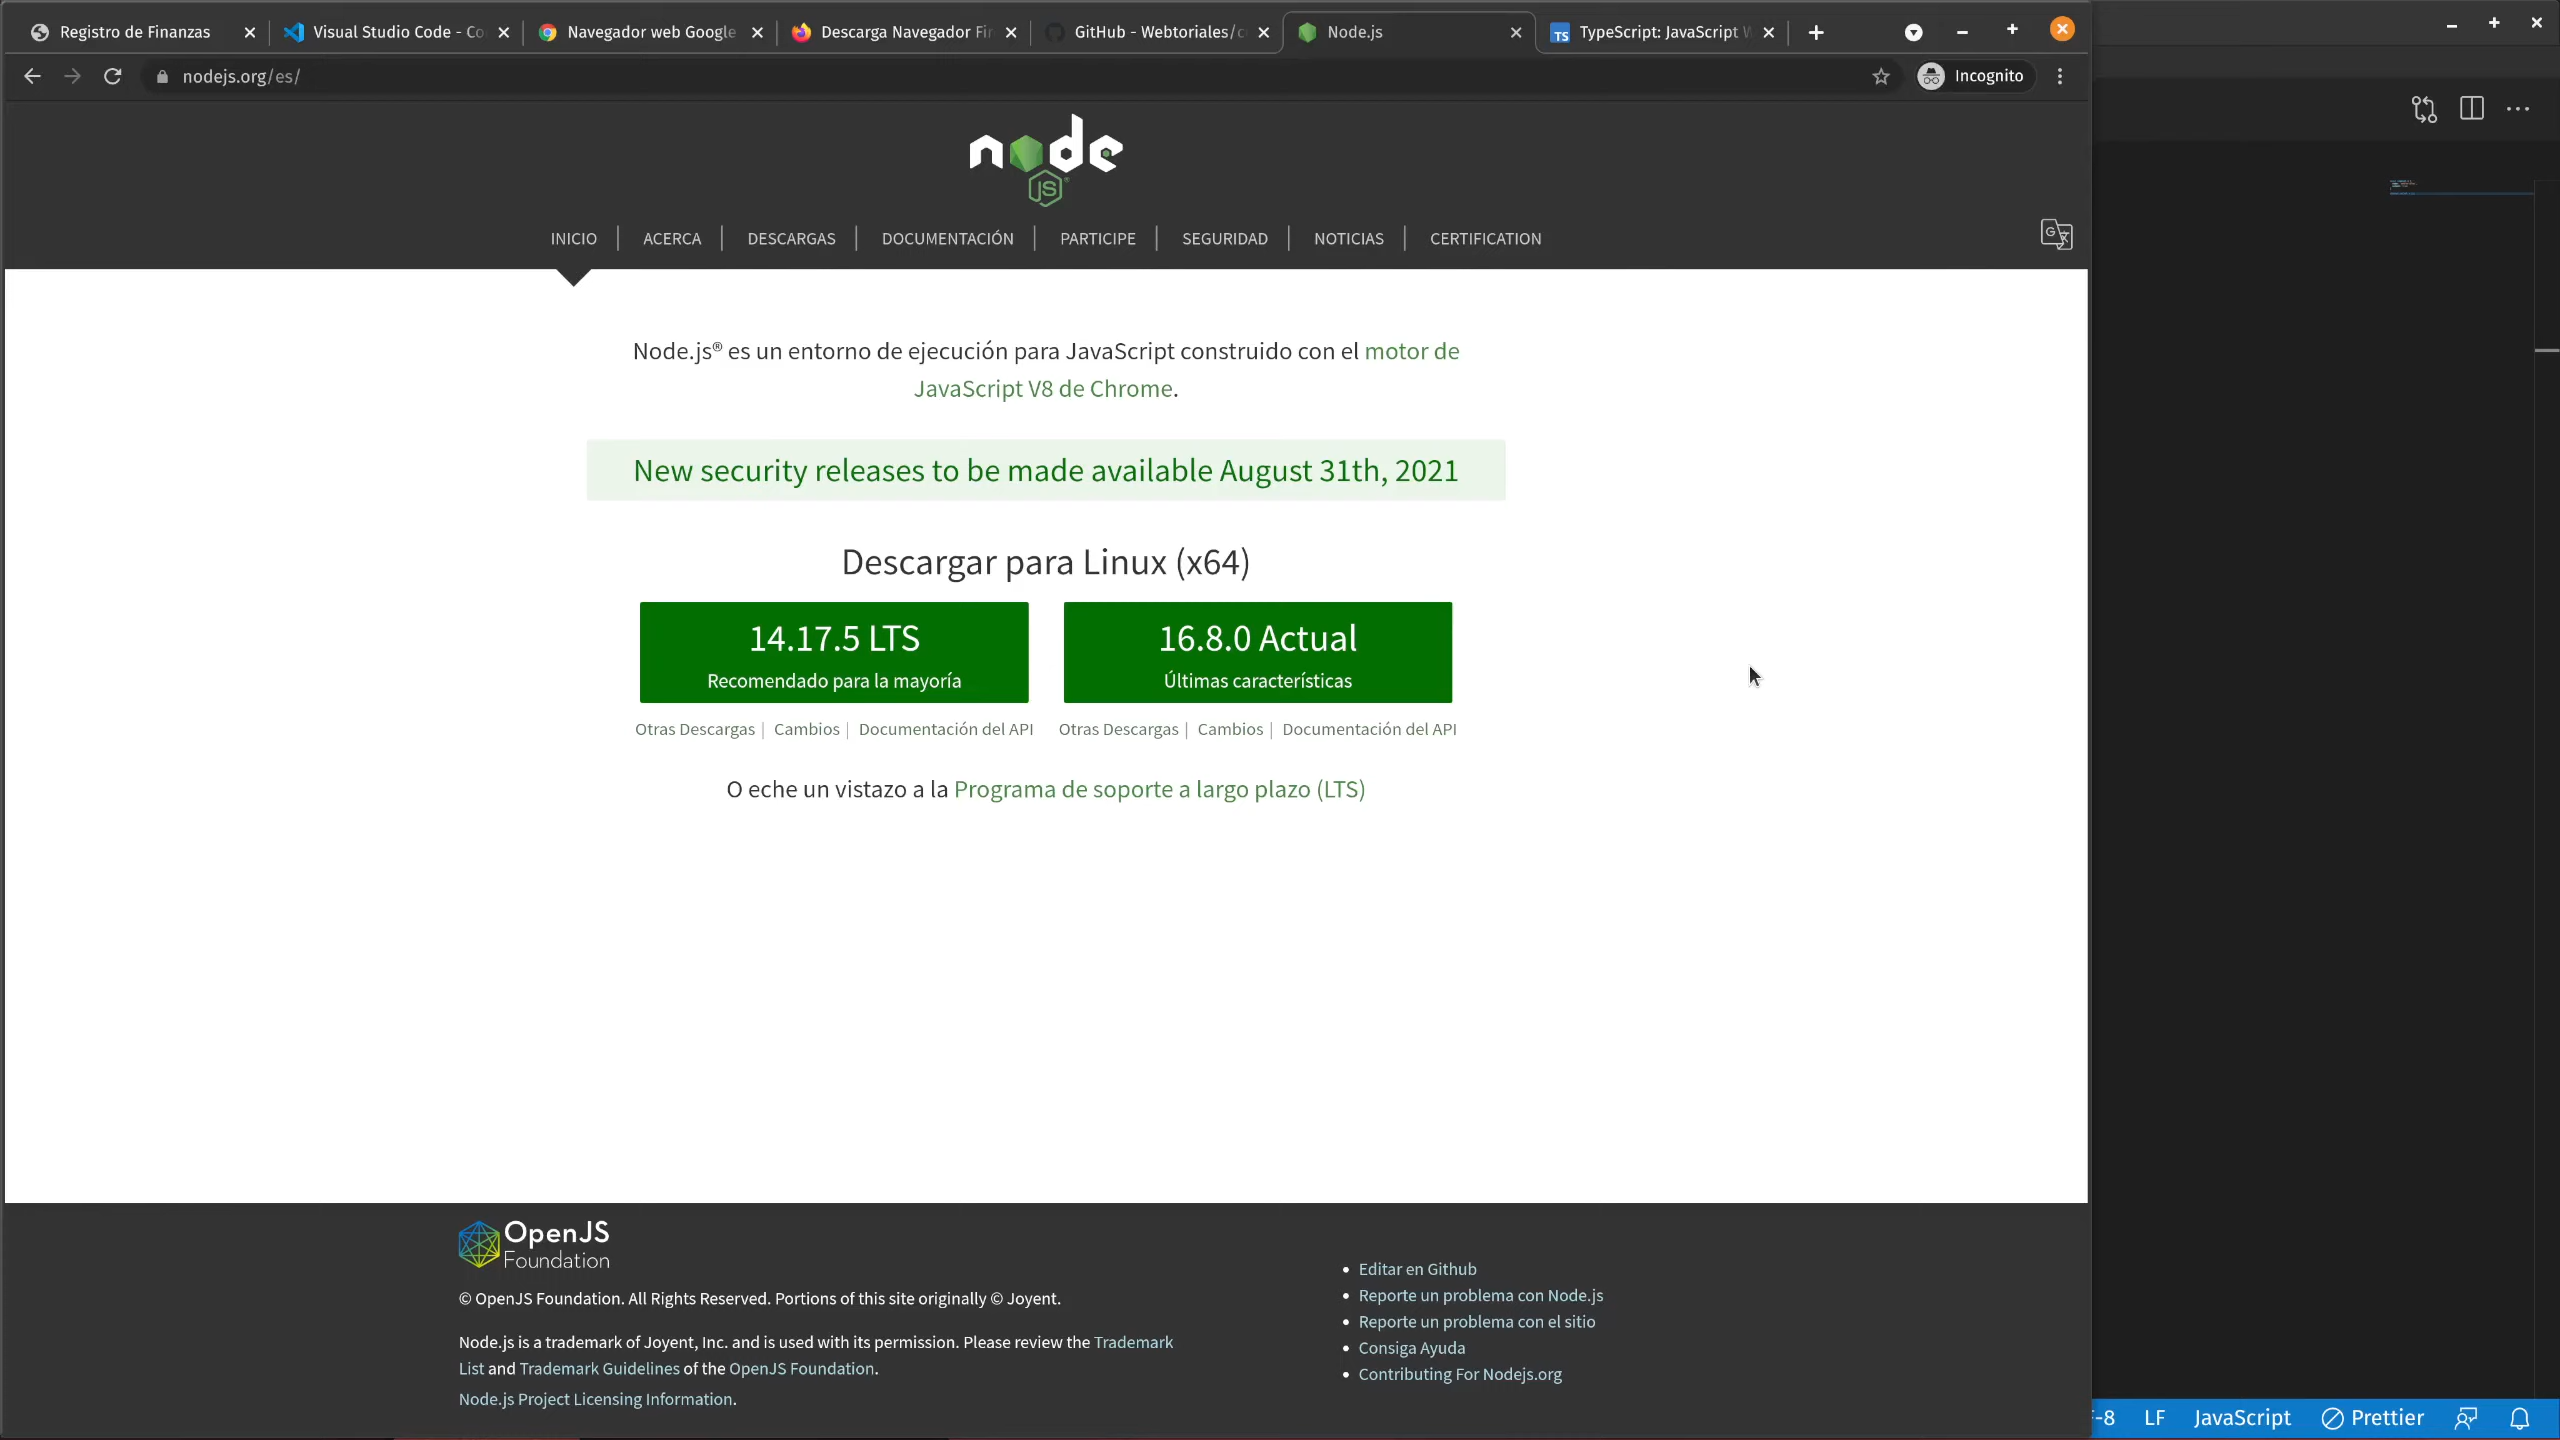 Registro de Finanzas
Visual Studio Code - Co
Navegador web Google
Descarga Navegador Fir
GitHub - Webtoriales/c
Node.js
TS
TypeScript: JavaScript W
nodejs.org/es/
Incognito
node
JS
INICIO
ACERCA
DESCARGAS
DOCUMENTACIÓN
PARTICIPE
SEGURIDAD
NOTICIAS
CERTIFICATION
Node.js® es un entorno de ejecución para JavaScript construido con el motor de
JavaScript V8 de Chrome.
New security releases to be made available August 31th, 2021
Descargar para Linux (x64)
14.17.5 LTS
Recomendado para la mayoría
16.8.0 Actual
Últimas características
Otras Descargas | Cambios | Documentación del API
Otras Descargas | Cambios | Documentación del API
O eche un vistazo a la Programa de soporte a largo plazo (LTS)
OpenJS
Foundation
© OpenJS Foundation. All Rights Reserved. Portions of this site originally © Joyent.
Node.js is a trademark of Joyent, Inc. and is used with its permission. Please review the Trademark
List and Trademark Guidelines of the OpenJS Foundation.
Node.js Project Licensing Information.
Editar en Github
Reporte un problema con Node.js
Reporte un problema con el sitio
Consiga Ayuda
Contributing For Nodejs.org
-8
LF
JavaScript
Prettier